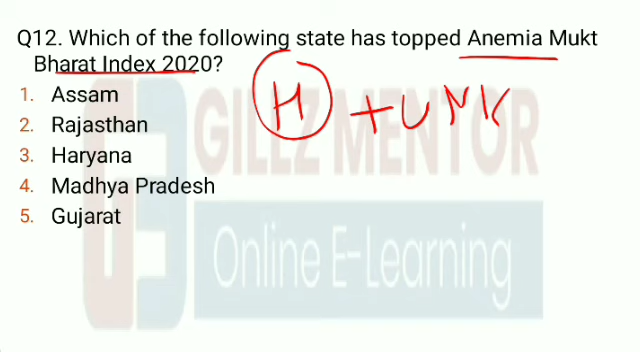 Q12. Which of the following state has topped Anemia Mukt
Bharat Index 2020?
1. Assam
2. Rajasthan
3. Haryana
4. Madhya Pradesh
5. Gujarat
H + U
GILLZ MENTOR
Online E-Learning